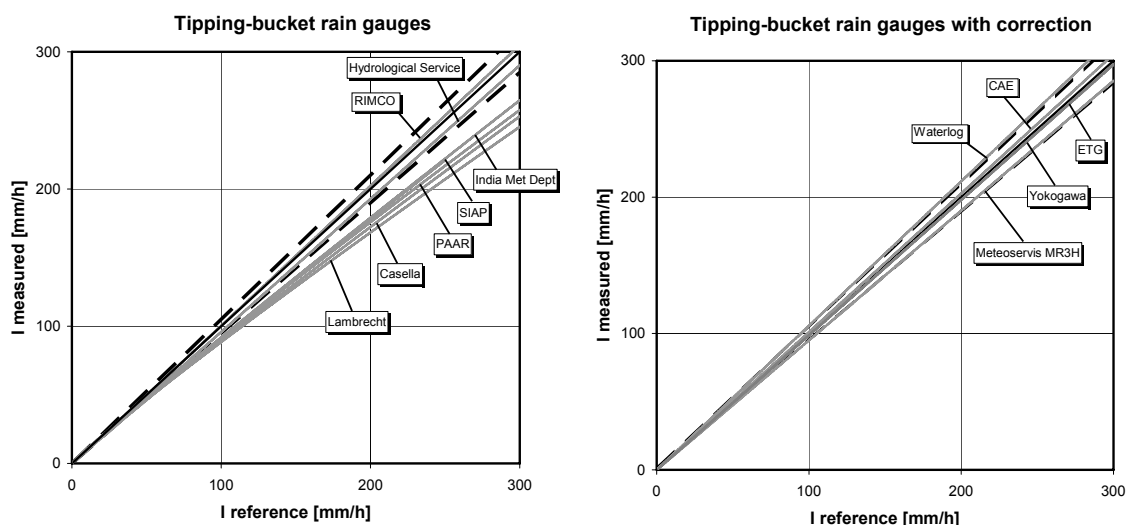 Tipping-bucket rain gauges
300
200
100
0
I measured [mm/h]
Hydrological Service
RIMCO
India Met Dept
SIAP
PAAR
Casella
Lambrecht
0 100 200 300
I reference [mm/h]
Tipping-bucket rain gauges with correction
300
200
100
0
I measured [mm/h]
CAE
Waterlog
ETG
Yokogawa
Meteoservis MR3H
0 100 200 300
I reference [mm/h]